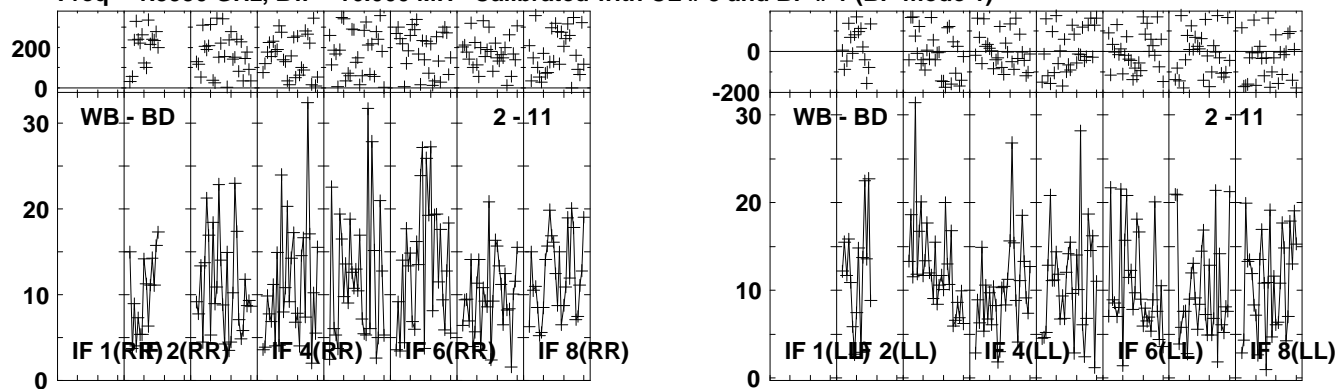 200
0
WB - BD
2 - 11
30
20
10
0
IF 1(RR)
IF 2(RR)
IF 4(RR)
IF 6(RR)
IF 8(RR)
0
-200
WB - BD
2 - 11
30
20
10
0
IF 1(LL)
IF 2(LL)
IF 4(LL)
IF 6(LL)
IF 8(LL)